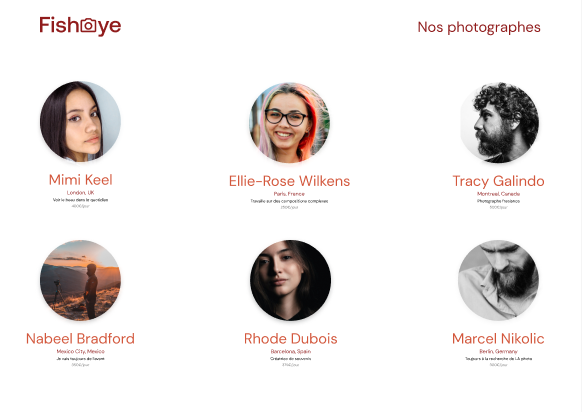 FishEye
Nos photographes
Mimi Keel
London, UK
Voir le beau dans le quotidien
400€/jour
Ellie-Rose Wilkens
Paris, France
Travaille sur des compositions complexes
250€/jour
Tracy Galindo
Montreal, Canada
Photographe freelance
500€/jour
Nabeel Bradford
Mexico City, Mexico
Je vais toujours de l'avant
350€/jour
Rhode Dubois
Barcelona, Spain
Créatrice de souvenirs
275€/jour
Marcel Nikolic
Berlin, Germany
Toujours à la recherche de LA photo
300€/jour